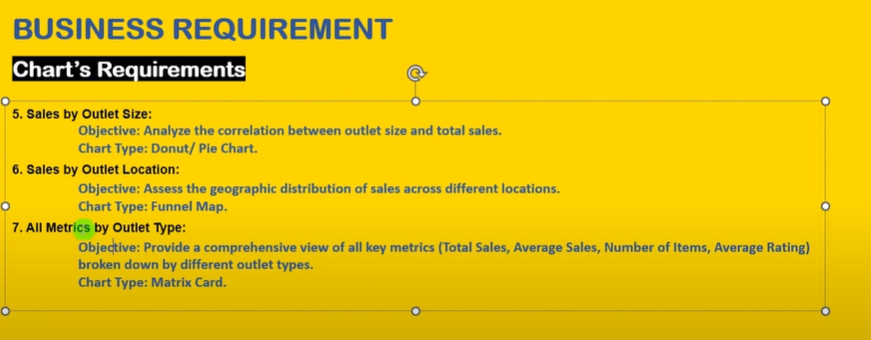 BUSINESS REQUIREMENT
Chart's Requirements
5. Sales by Outlet Size:
Objective: Analyze the correlation between outlet size and total sales.
Chart Type: Donut/ Pie Chart.
6. Sales by Outlet Location:
Objective: Assess the geographic distribution of sales across different locations.
Chart Type: Funnel Map.
7. All Metrics by Outlet Type:
Objective: Provide a comprehensive view of all key metrics (Total Sales, Average Sales, Number of Items, Average Rating)
broken down by different outlet types.
Chart Type: Matrix Card.